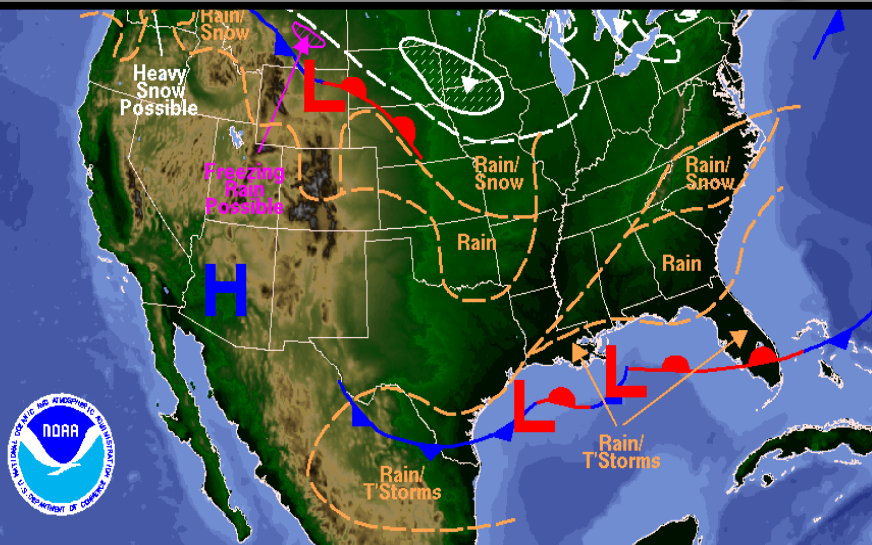 Rain/
Snow
Heavy
Snow
Possible
L
Freezing
Rain
Possible
Rain/
Snow
Rain/
Snow
Rain
Rain
H
L
L
Rain/
T'Storms
Rain/
T'Storms
NATIONAL OCEANIC AND ATMOSPHERIC ADMINISTRATION
NOAA
U.S. DEPARTMENT OF COMMERCE